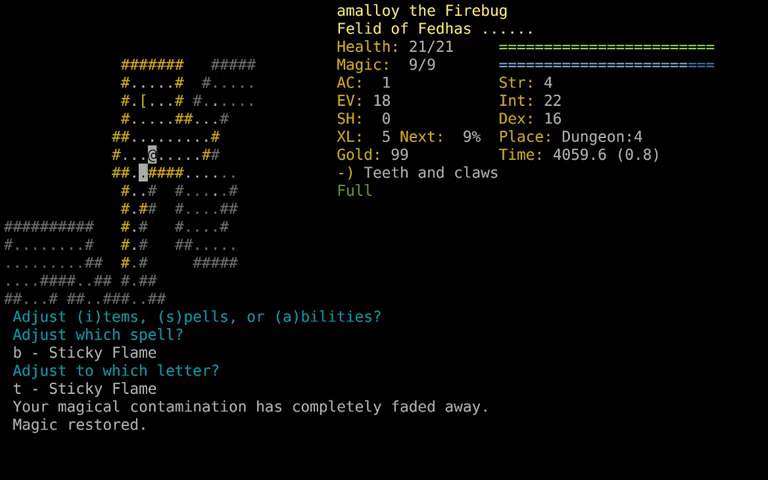 amalloy the Firebug
Felid of Fedhas ......
Health: 21/21 ========================
Magic: 9/9 ========================
AC: 1 Str: 4
EV: 18 Int: 22
SH: 0 Dex: 16
XL: 5 Next: 9% Place: Dungeon:4
Gold: 99 Time: 4059.6 (0.8)
-) Teeth and claws
Full
####### #####
#.....# #.....
#.[...# #.....
#.....##...#
##.........#
#...@.....##
##..####......
#..# #.....#
#.## #....##
########## #.# #....#
#........# #.# ##.....
.........## #.# #####
....####..## #.##
##...# ##..###..##
Adjust (i)tems, (s)pells, or (a)bilities?
Adjust which spell?
b - Sticky Flame
Adjust to which letter?
t - Sticky Flame
Your magical contamination has completely faded away.
Magic restored.